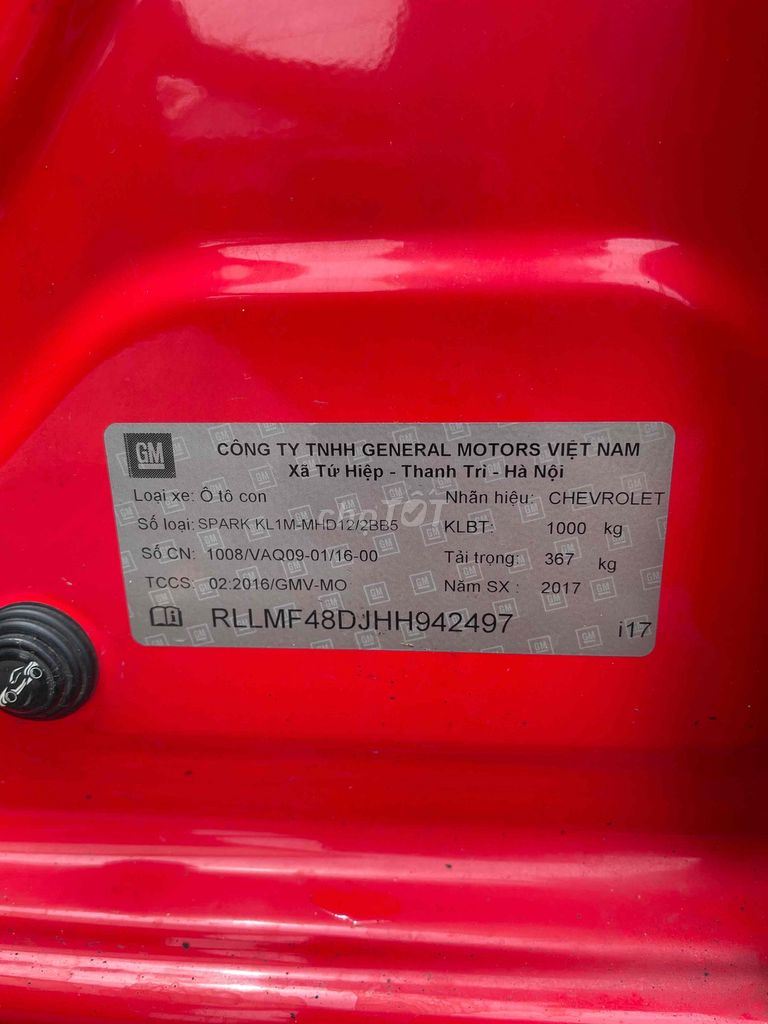 GM
CÔNG TY TNHH GENERAL MOTORS VIỆT NAM
Xã Tứ Hiệp - Thanh Trì - Hà Nội
Loại xe: Ô tô con Nhãn hiệu: CHEVROLET
Số loại: SPARK KL1M-MHD12/2BB5 KLBT: 1000 kg
Số CN: 1008/VAQ09-01/16-00 Tải trọng: 367 kg
TCCS: 02:2016/GMV-MO Năm SX : 2017
RLLMF48DJHH942497 i17
chợ TỐT